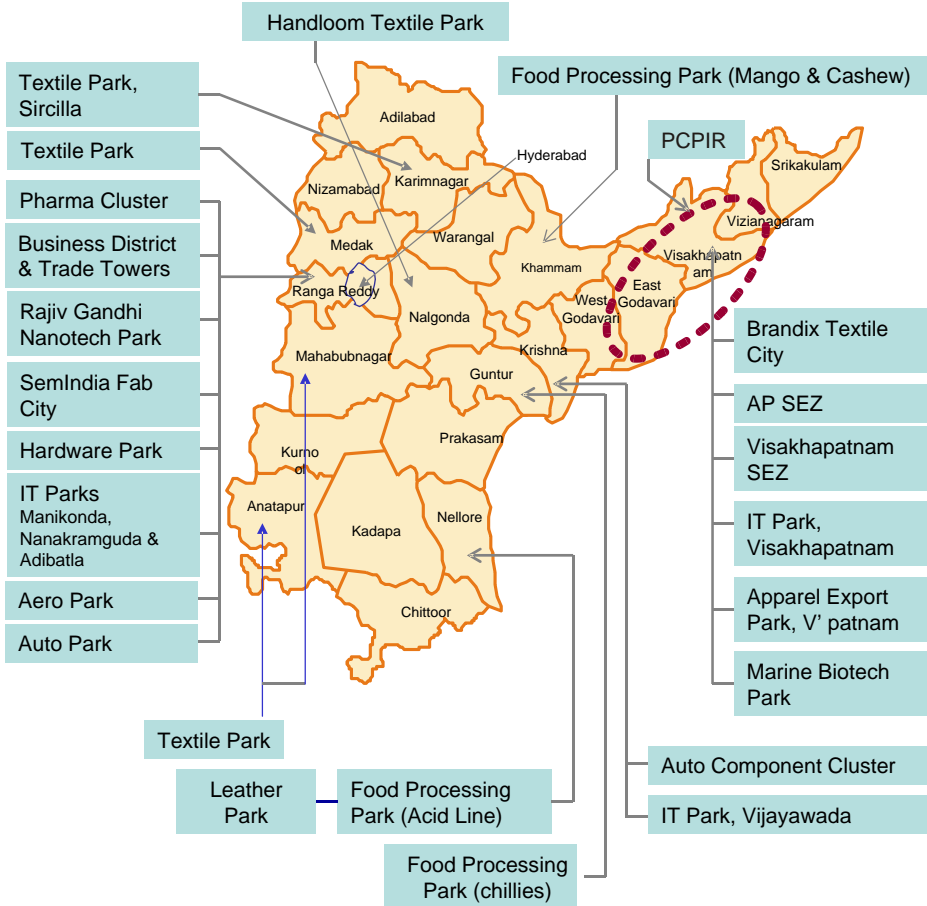 Handloom Textile Park
Textile Park,
Sircilla
Textile Park
Pharma Cluster
Business District
& Trade Towers
Rajiv Gandhi
Nanotech Park
SemIndia Fab
City
Hardware Park
IT Parks
Manikonda,
Nanakramguda &
Adibatla
Aero Park
Auto Park
Food Processing Park (Mango & Cashew)
PCPIR
Adilabad
Hyderabad
Srikakulam
Nizamabad
Karimnagar
Vizianagaram
Medak
Warangal
Visakhapatn
am
Khammam
Ranga Reddy
East
Godavari
West
Godavari
Nalgonda
Mahabubnagar
Krishna
Guntur
Prakasam
Kurno
ol
Anatapur
Kadapa
Nellore
Chittoor
Brandix Textile
City
AP SEZ
Visakhapatnam
SEZ
IT Park,
Visakhapatnam
Apparel Export
Park, V' patnam
Marine Biotech
Park
Textile Park
Leather
Park
Food Processing
Park (Acid Line)
Auto Component Cluster
IT Park, Vijayawada
Food Processing
Park (chillies)